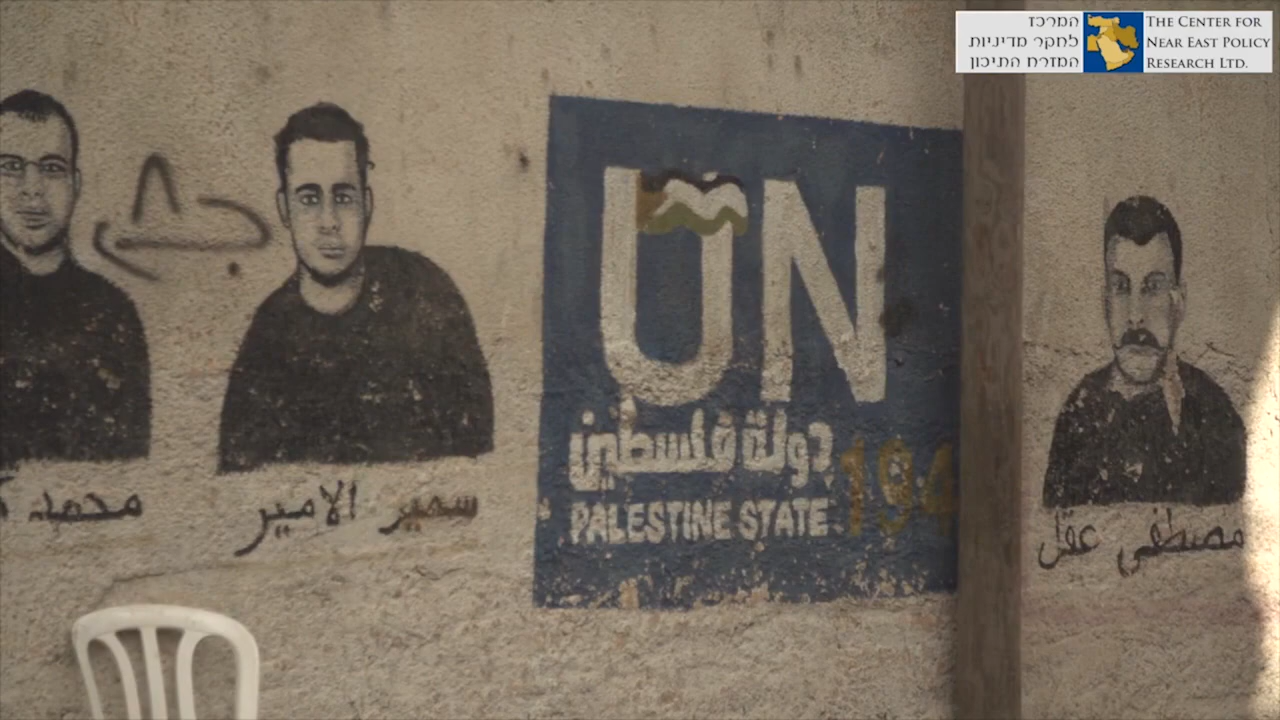 המרכז
לחקר מדיניות
המזרח התיכון
THE CENTER FOR
NEAR EAST POLICY
RESEARCH LTD.
UN
دولة فلسطين
PALESTINE STATE
194
محمد
سمير الامير
مصطفى عقل